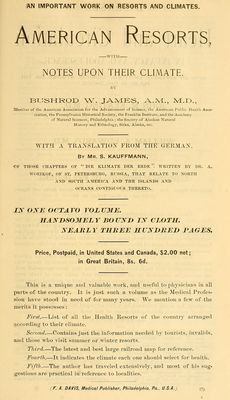 AN IMPORTANT WORK ON RESORTS AND CLIMATES.
AMERICAN RESORTS,
—WITH—
NOTES UPON THEIR CLIMATE.
BY
BUSHROD W. JAMES, A.M., M.D.,
Member of the American Association for the Advancement of Science, the American Public Health Association,
the Pennsylvania Historical Society, the Franklin Institute, and the Academy
of Natural Sciences, Philadelphia; the Society of Alaskan Natural
History and Ethnology, Sitka, Alaska, etc.
WITH A TRANSLATION FROM THE GERMAN,
By MR. S. KAUFFMANN,
OF THOSE CHAPTERS OF "DIE KLIMATE DER ERDE" WRITTEN BY DR. A.
WOEIKOF, OF ST. PETERSBURG, RUSSIA, THAT RELATE TO NORTH
AND SOUTH AMERICA AND THE ISLANDS AND
OCEANS CONTIGUOUS THERETO.
IN ONE OCTAVO VOLUME.
HANDSOMELY BOUND IN CLOTH.
NEARLY THREE HUNDRED PAGES.
Price, Postpaid, in United States and Canada, $2.00 net;
in Great Britain, 8s. 6d.
This is a unique and valuable work, and useful to physicians in all
parts of the country. It is just such a volume as the Medical Profes-
sion have stood in need of for many years. We mention a few of the
merits it possesses:
First.—List of all the Health Resorts of the country arranged
according to their climate.
Second.—Contains just the information needed by tourists, invalids,
and those who visit summer or winter resorts.
Third.—The latest and best large railroad map for reference.
Fourth.—It indicates the climate each one should select for health.
Fifth.—The author has traveled extensively, and most of his sug-
gestions are practical in reference to localities.
(F. A. DAVIS, Medical Publisher, Philadelphia, Pa., U.S.A.)